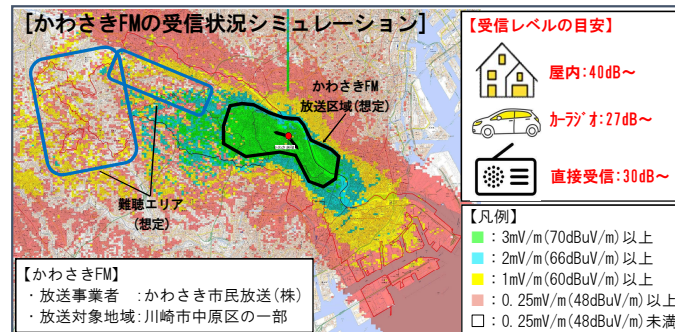 [かわさきFMの受信状況シミュレーション]
かわさきFM
放送区域(想定)
難聴エリア
(想定)
【かわさきFM】
・放送事業者　:かわさき市民放送(株)
・放送対象地域:川崎市中原区の一部
【受信レベルの目安】
屋内:40dB～
カーラジオ:27dB～
直接受信:30dB～
【凡例】
:3mV/m(70dBuV/m)以上
:2mV/m(66dBuV/m)以上
:1mV/m(60dBuV/m)以上
:0.25mV/m(48dBuV/m)以上
:0.25mV/m(48dBuV/m)未満